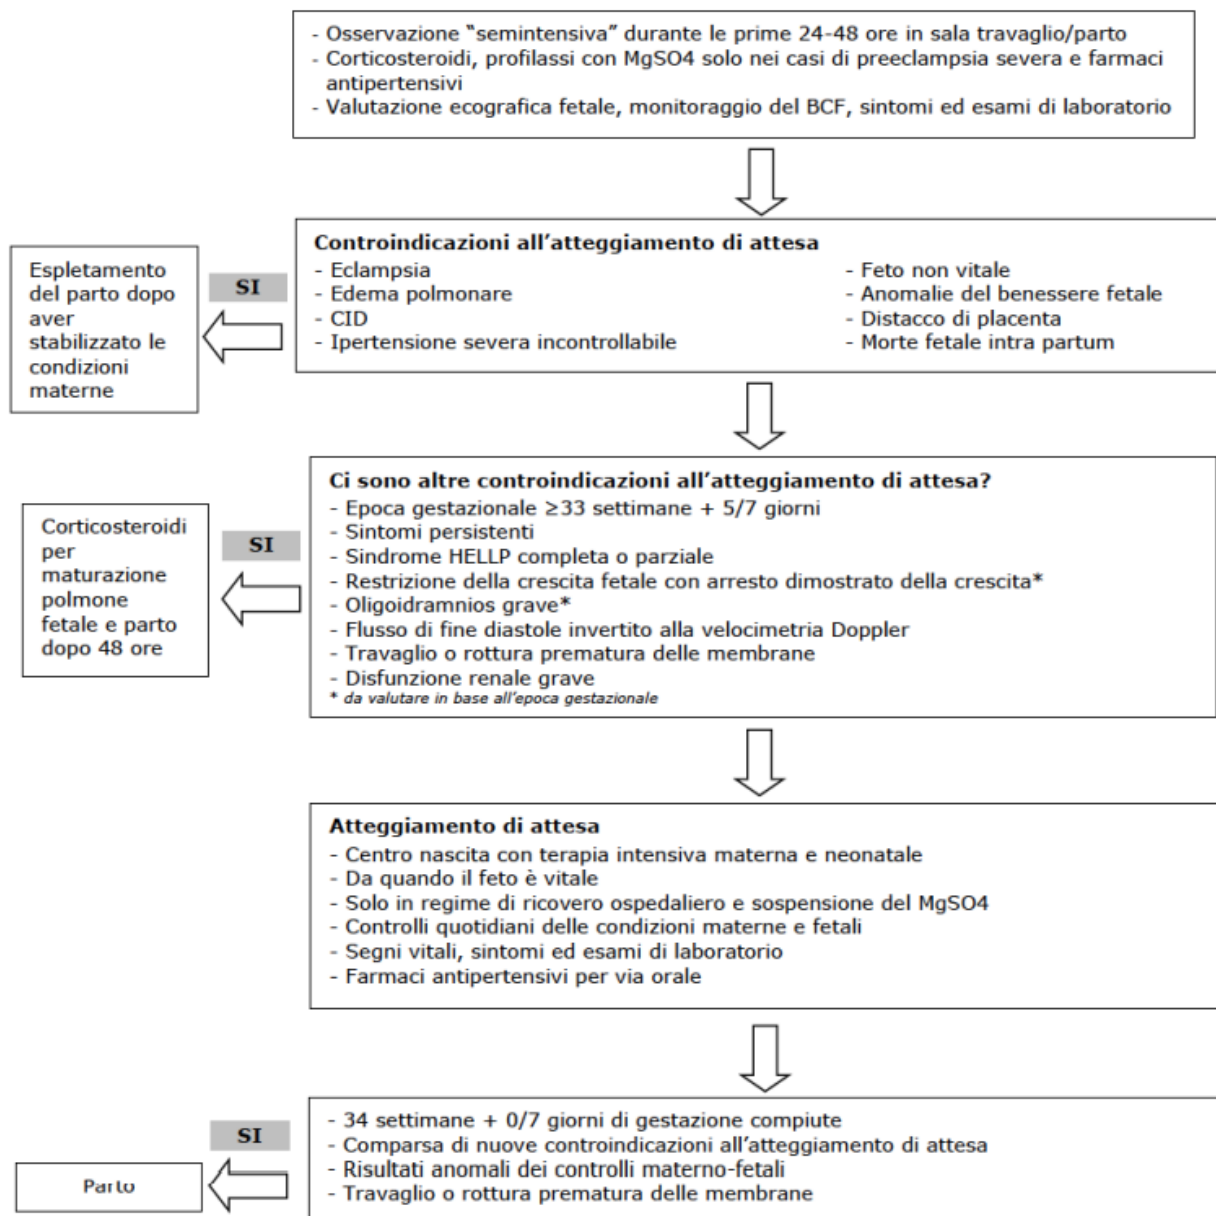 - Osservazione “semintensiva” durante le prime 24-48 ore in sala travaglio/parto
- Corticosteroidi, profilassi con MgSO4 solo nei casi di preeclampsia severa e farmaci
antipertensivi
- Valutazione ecografica fetale, monitoraggio del BCF, sintomi ed esami di laboratorio
Controindicazioni all’atteggiamento di attesa
- Eclampsia
- Edema polmonare
- CID
- Ipertensione severa incontrollabile
- Feto non vitale
- Anomalie del benessere fetale
- Distacco di placenta
- Morte fetale intra partum
SI
Espletamento
del parto dopo
aver
stabilizzato le
condizioni
materne
Ci sono altre controindicazioni all’atteggiamento di attesa?
- Epoca gestazionale ≥33 settimane + 5/7 giorni
- Sintomi persistenti
- Sindrome HELLP completa o parziale
- Restrizione della crescita fetale con arresto dimostrato della crescita*
- Oligoidramnios grave*
- Flusso di fine diastole invertito alla velocimetria Doppler
- Travaglio o rottura prematura delle membrane
- Disfunzione renale grave
* da valutare in base all’epoca gestazionale
SI
Corticosteroidi
per
maturazione
polmone
fetale e parto
dopo 48 ore
Atteggiamento di attesa
- Centro nascita con terapia intensiva materna e neonatale
- Da quando il feto è vitale
- Solo in regime di ricovero ospedaliero e sospensione del MgSO4
- Controlli quotidiani delle condizioni materne e fetali
- Segni vitali, sintomi ed esami di laboratorio
- Farmaci antipertensivi per via orale
- 34 settimane + 0/7 giorni di gestazione compiute
- Comparsa di nuove controindicazioni all’atteggiamento di attesa
- Risultati anomali dei controlli materno-fetali
- Travaglio o rottura prematura delle membrane
SI
Parto